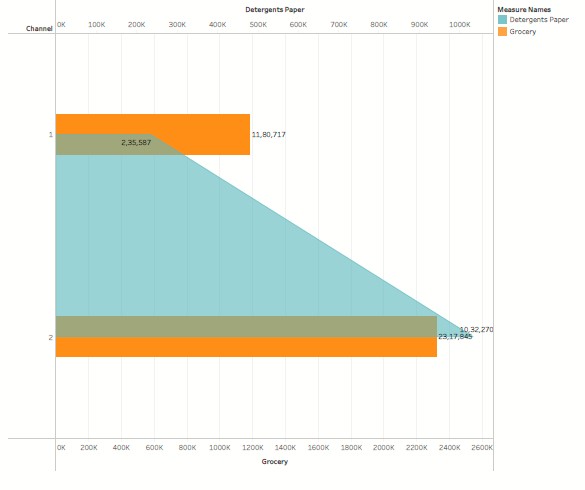 Detergents Paper
0K 100K 200K 300K 400K 500K 600K 700K 800K 900K 1000K
Channel
Measure Names
Detergents Paper
Grocery
1
11,80,717
2,35,587
2
10,32,270
23,17,845
0K 200K 400K 600K 800K 1000K 1200K 1400K 1600K 1800K 2000K 2200K 2400K 2600K
Grocery